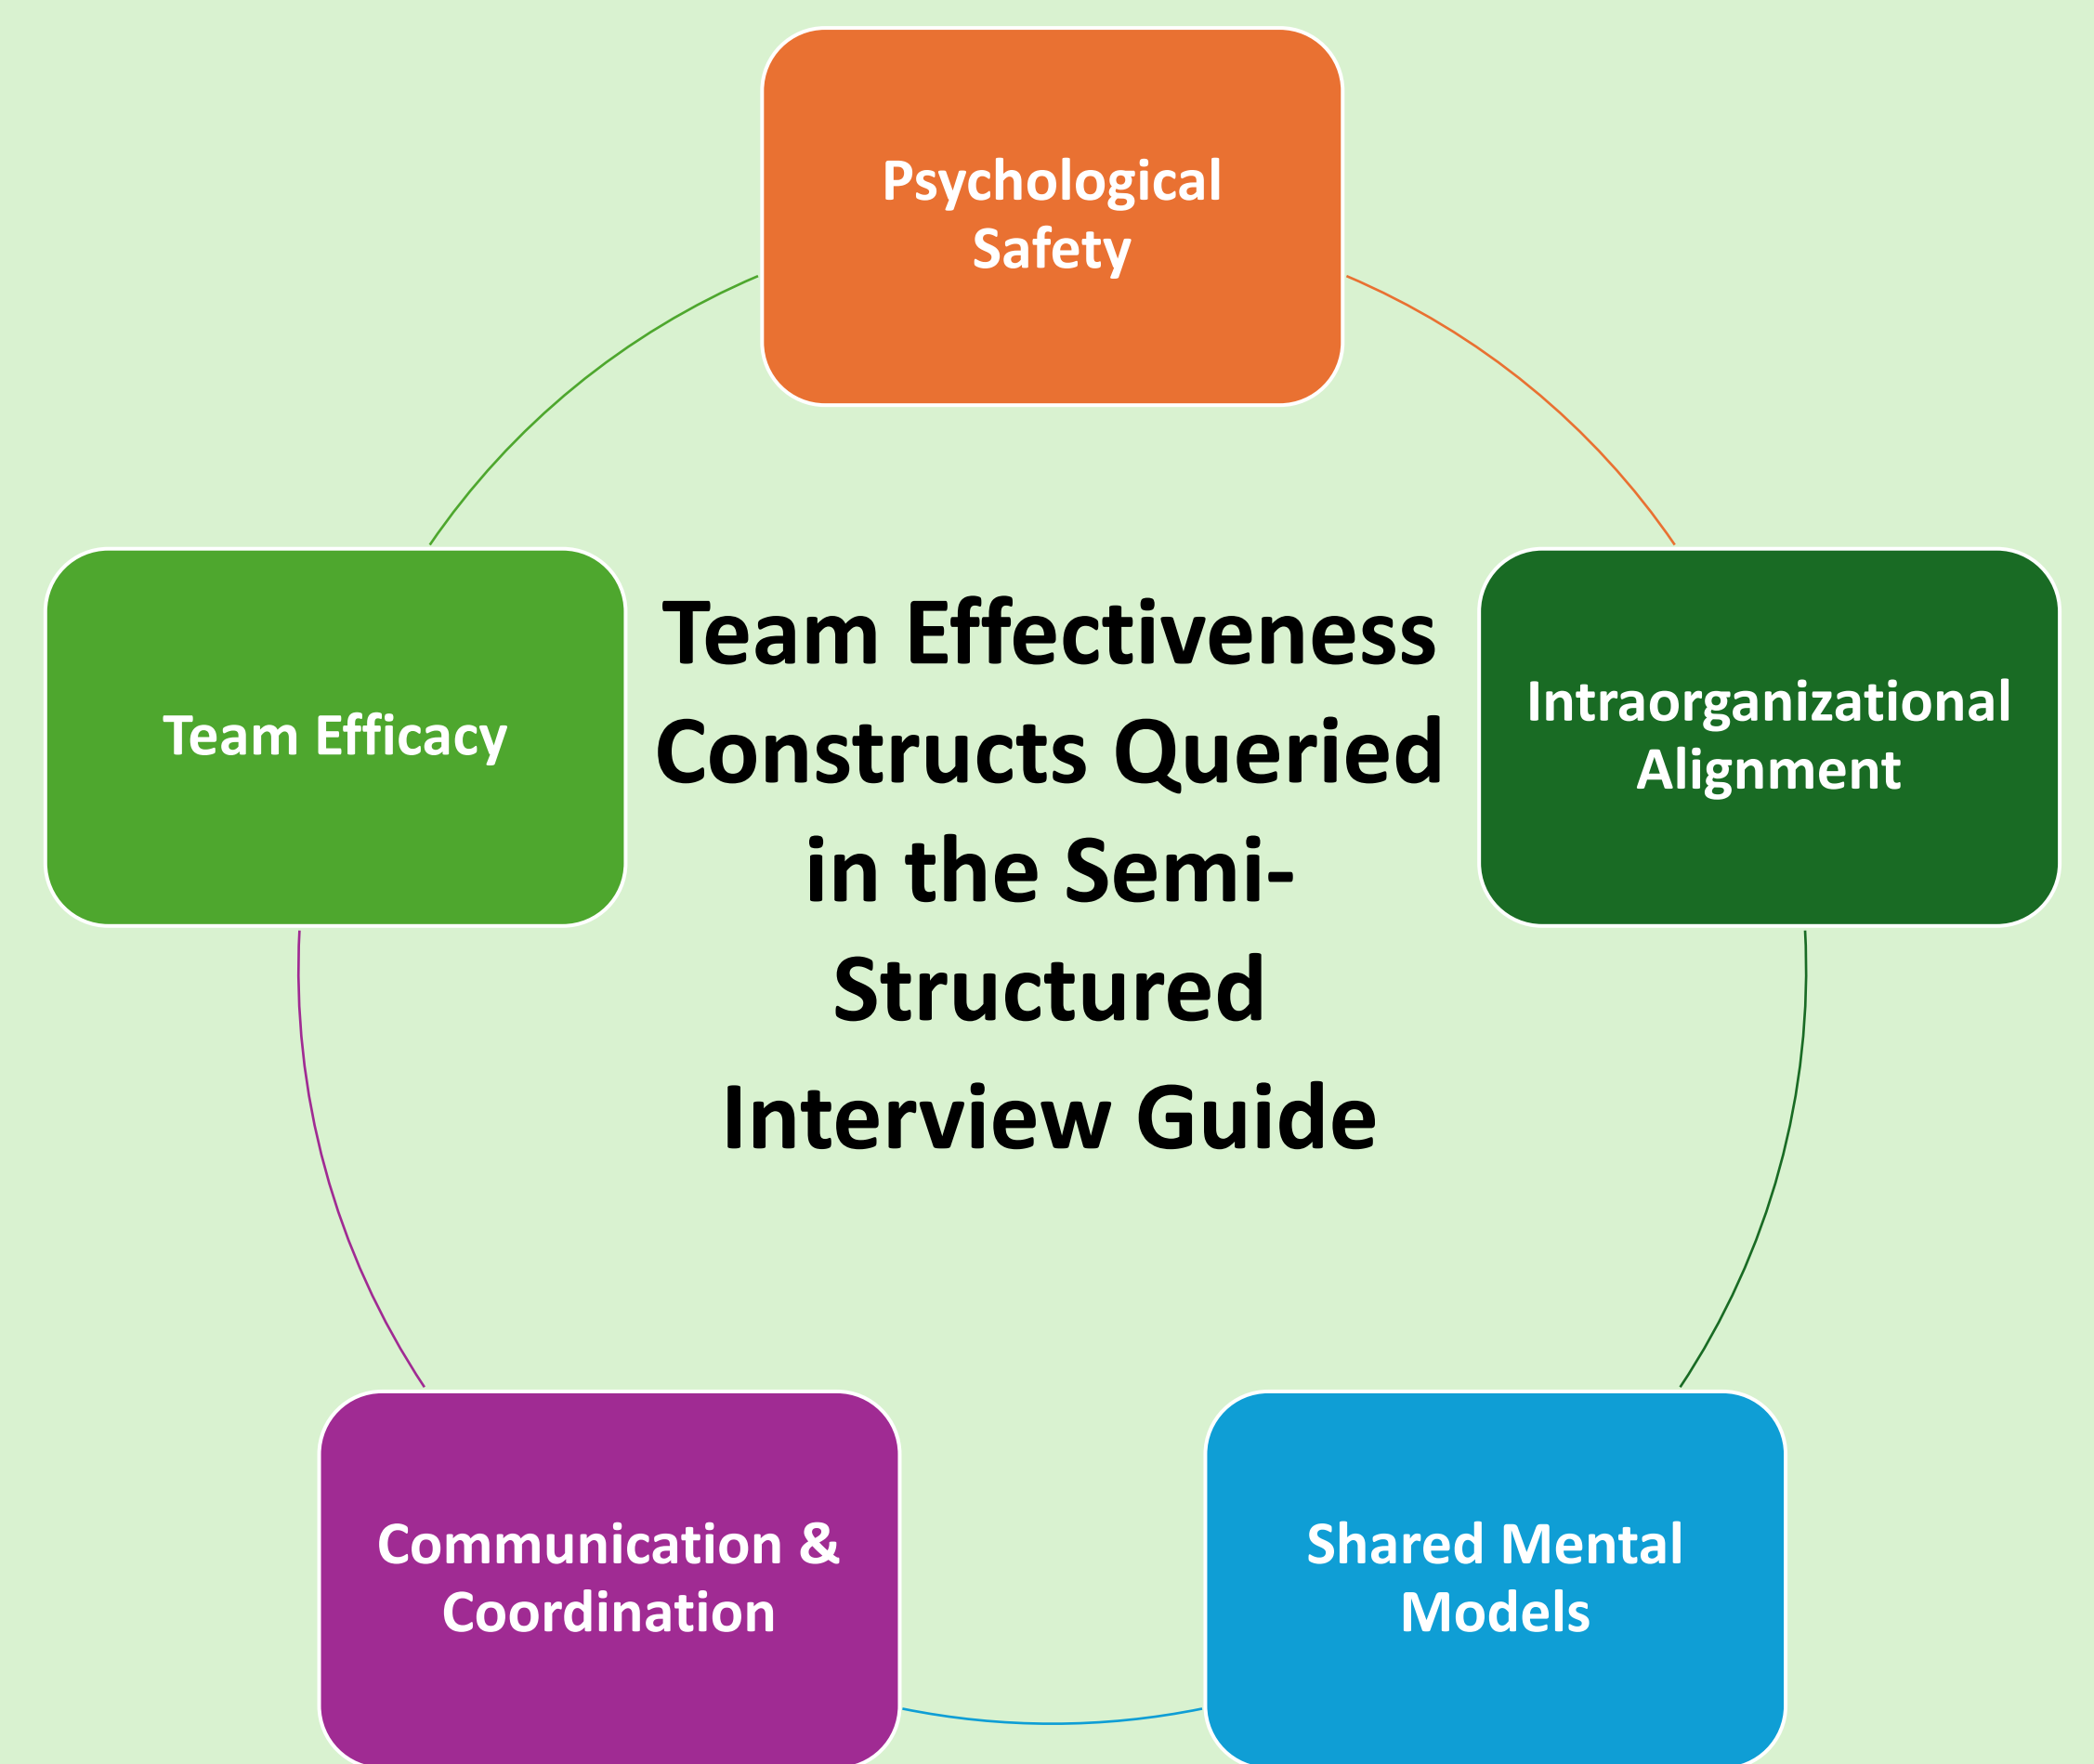 Psychological
Safety
Team Efficacy
Team Effectiveness
Constructs Queried
in the Semi-
Structured
Interview Guide
Intraorganizational
Alignment
Communication &
Coordination
Shared Mental
Models